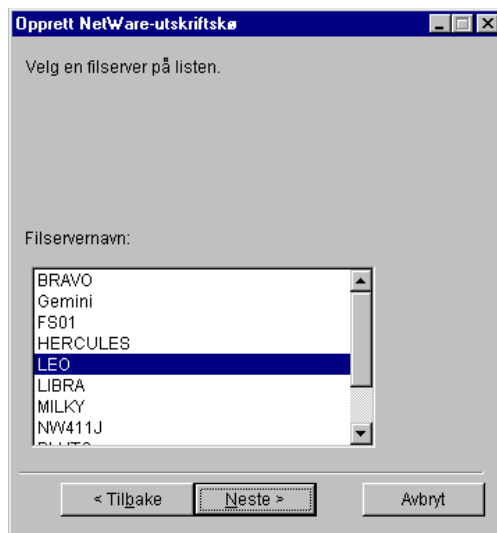 Opprett NetWare-utskriftskø
Velg en filserver på listen.
Filservernavn:
BRAVO
Gemini
FS01
HERCULES
LEO
LIBRA
MILKY
NW411J
< Tilbake
Neste >
Avbryt